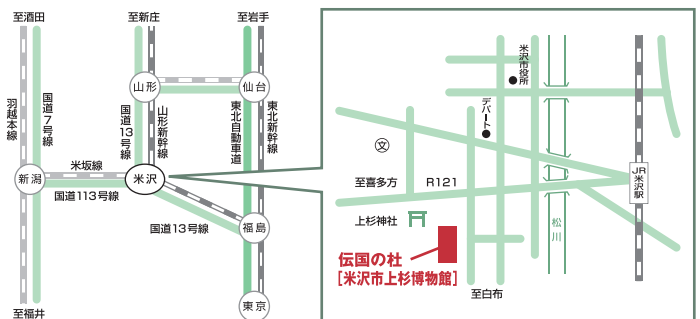 至酒田
至新庄
至岩手
山形
仙台
羽越本線
国道7号線
国道13号線
山形新幹線
東北自動車道
東北新幹線
米坂線
新潟
米沢
国道113号線
国道13号線
福島
東京
至福井
米沢市役所
デパート
文
JR米沢駅
至喜多方
R121
上杉神社
松川
伝国の杜
[米沢市上杉博物館]
至白布